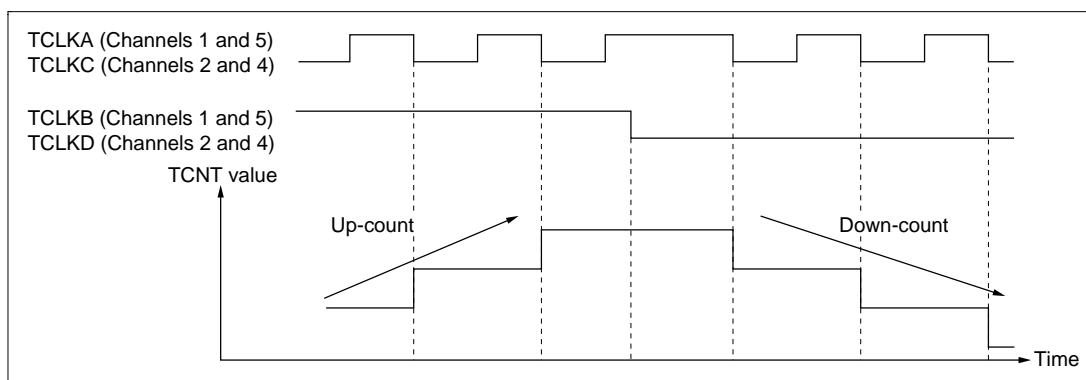 TCLKA (Channels 1 and 5)
TCLKC (Channels 2 and 4)
TCLKB (Channels 1 and 5)
TCLKD (Channels 2 and 4)
TCNT value
Up-count
Down-count
Time